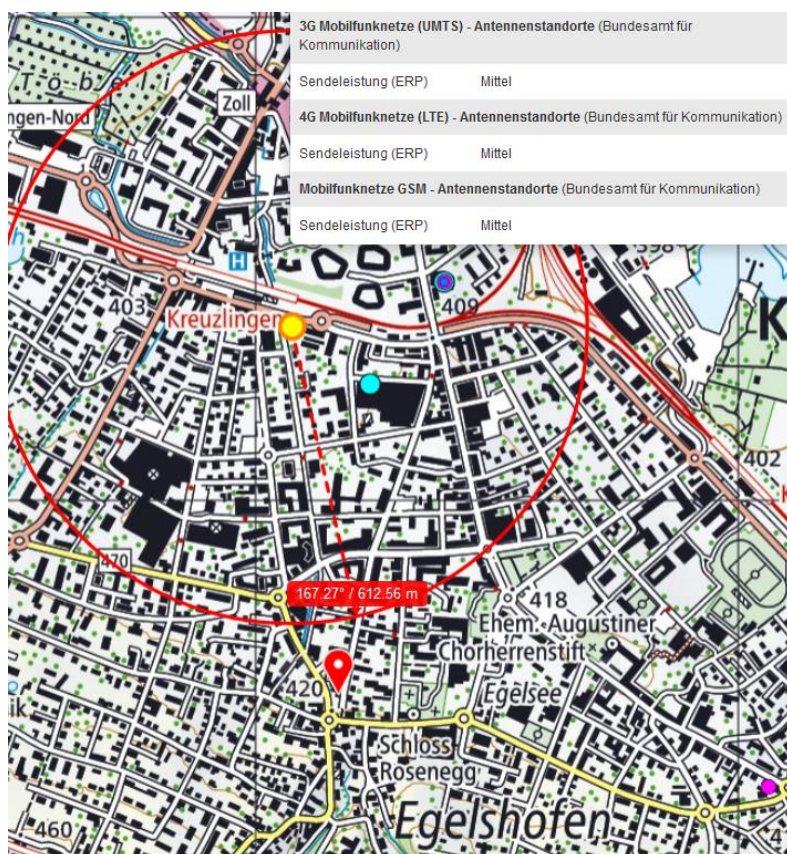 3G Mobilfunknetze (UMTS) - Antennenstandorte (Bundesamt für
Kommunikation)
Sendeleistung (ERP) Mittel
4G Mobilfunknetze (LTE) - Antennenstandorte (Bundesamt für Kommunikation)
Sendeleistung (ERP) Mittel
Mobilfunknetze GSM - Antennenstandorte (Bundesamt für Kommunikation)
Sendeleistung (ERP) Mittel
Töbeli
Zoll
ngen-Nord
398
H
403
409
Kreuzlingen
K
402
K
470
167.27° / 612.56 m
418
Ehem. Augustiner
Chorherrenstift
420
Egelsee
Schloss
Rosenegg
Egelshofen
460